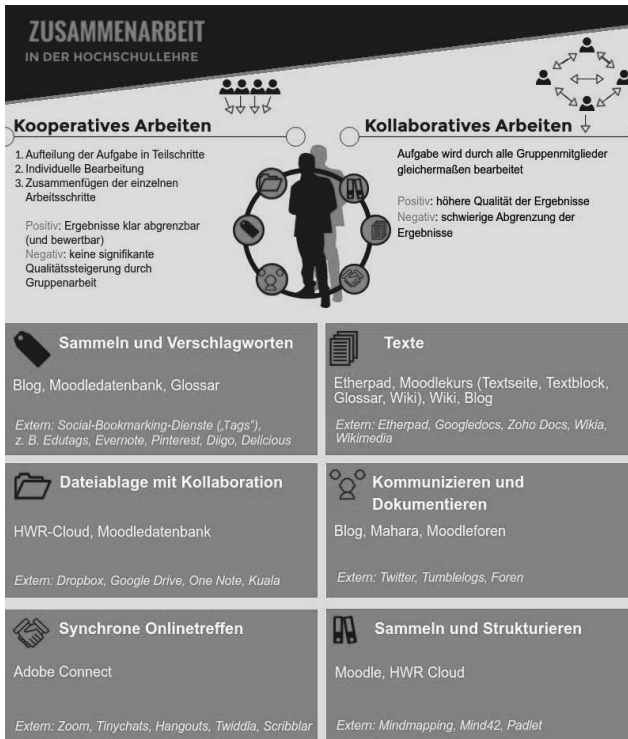 ZUSAMMENARBEIT
IN DER HOCHSCHULLEHRE
Kooperatives Arbeiten
1. Aufteilung der Aufgabe in Teilschritte
2. Individuelle Bearbeitung
3. Zusammenfügen der einzelnen
Arbeitsschritte
Positiv: Ergebnisse klar abgrenzbar
(und bewertbar)
Negativ: keine signifikante
Qualitätssteigerung durch
Gruppenarbeit
Kollaboratives Arbeiten
Aufgabe wird durch alle Gruppenmitglieder
gleichermaßen bearbeitet
Positiv: höhere Qualität der Ergebnisse
Negativ: schwierige Abgrenzung der
Ergebnisse
Sammeln und Verschlagworten
Blog, Moodledatenbank, Glossar
Extern: Social-Bookmarking-Dienste („Tags"),
z. B. Edutags, Evernote, Pinterest, Diigo, Delicious
Texte
Etherpad, Moodlekurs (Textseite, Textblock,
Glossar, Wiki), Wiki, Blog
Extern: Etherpad, Googledocs, Zoho Docs, Wikia,
Wikimedia
Dateiablage mit Kollaboration
HWR-Cloud, Moodledatenbank
Extern: Dropbox, Google Drive, One Note, Kuala
Kommunizieren und
Dokumentieren
Blog, Mahara, Moodleforen
Extern: Twitter, Tumblelogs, Foren
Synchrone Onlinetreffen
Adobe Connect
Extern: Zoom, Tinychats, Hangouts, Twiddla, Scribblar
Sammeln und Strukturieren
Moodle, HWR Cloud
Extern: Mindmapping, Mind42, Padlet